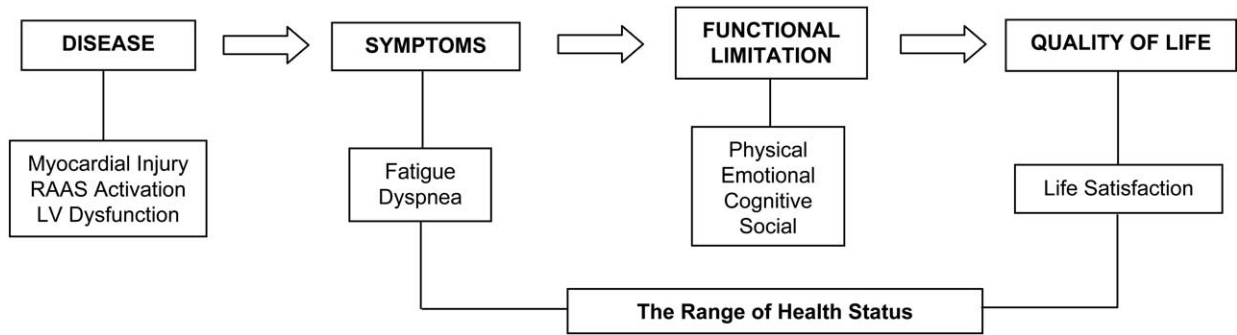 DISEASE
SYMPTOMS
FUNCTIONAL
LIMITATION
QUALITY OF LIFE
Myocardial Injury
RAAS Activation
LV Dysfunction
Fatigue
Dyspnea
Physical
Emotional
Cognitive
Social
Life Satisfaction
The Range of Health Status